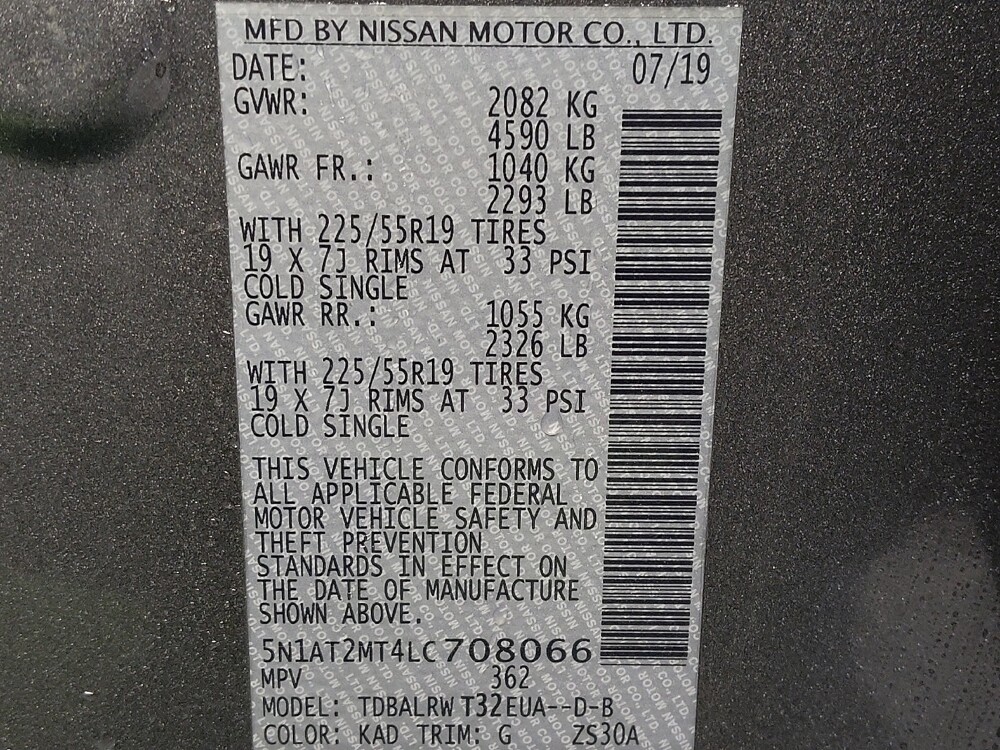 MFD BY NISSAN MOTOR CO., LTD.
DATE: 07/19
GVWR: 2082 KG
4590 LB
GAWR FR.: 1040 KG
2293 LB
WITH 225/55R19 TIRES
19 X 7J RIMS AT 33 PSI
COLD SINGLE
GAWR RR.: 1055 KG
2326 LB
WITH 225/55R19 TIRES
19 X 7J RIMS AT 33 PSI
COLD SINGLE
THIS VEHICLE CONFORMS TO
ALL APPLICABLE FEDERAL
MOTOR VEHICLE SAFETY AND
THEFT PREVENTION
STANDARDS IN EFFECT ON
THE DATE OF MANUFACTURE
SHOWN ABOVE.
5N1AT2MT4LC708066
MPV 362
MODEL: TDBALRWT32EUA--D-B
COLOR: KAD TRIM: G ZS30A